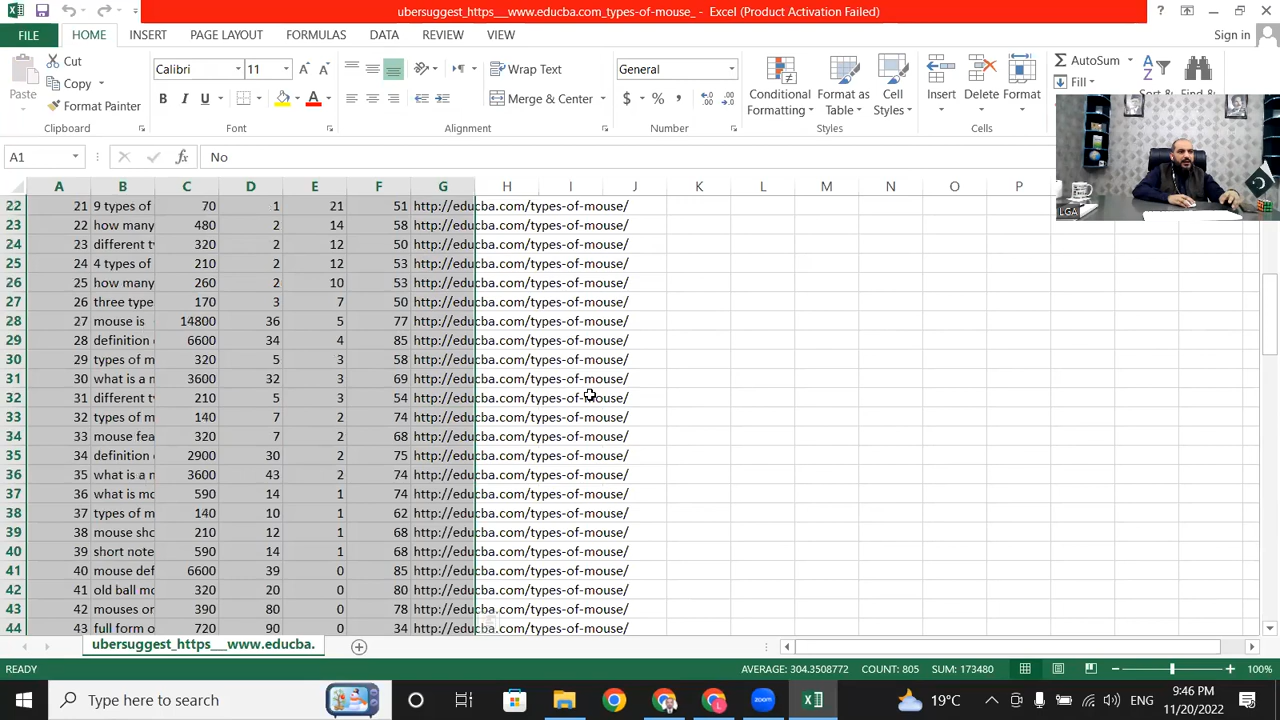 ubersuggest_https___www.educba.com_types-of-mouse_ - Excel (Product Activation Failed)
FILE HOME INSERT PAGE LAYOUT FORMULAS DATA REVIEW VIEW Sign in
Paste Cut Copy Format Painter
Calibri 11
B I U A
Wrap Text
Merge & Center
General
$ % ,
Conditional Formatting Format as Table Cell Styles
Insert Delete Format
AutoSum
Fill
Sort & Find &
Clipboard Font Alignment Number Styles Cells
A1 No
LGA
A B C D E F G H I J K L M N O P
22 21 9 types of 70 1 21 51 http://educba.com/types-of-mouse/
23 22 how many 480 2 14 58 http://educba.com/types-of-mouse/
24 23 different t 320 2 12 50 http://educba.com/types-of-mouse/
25 24 4 types of 210 2 12 53 http://educba.com/types-of-mouse/
26 25 how many 260 2 10 53 http://educba.com/types-of-mouse/
27 26 three type 170 3 7 50 http://educba.com/types-of-mouse/
28 27 mouse is 14800 36 5 77 http://educba.com/types-of-mouse/
29 28 definition 6600 34 4 85 http://educba.com/types-of-mouse/
30 29 types of m 320 5 3 58 http://educba.com/types-of-mouse/
31 30 what is a n 3600 32 3 69 http://educba.com/types-of-mouse/
32 31 different t 210 5 3 54 http://educba.com/types-of-mouse/
33 32 types of m 140 7 2 74 http://educba.com/types-of-mouse/
34 33 mouse fea 320 7 2 68 http://educba.com/types-of-mouse/
35 34 definition 2900 30 2 75 http://educba.com/types-of-mouse/
36 35 what is a n 3600 43 2 74 http://educba.com/types-of-mouse/
37 36 what is mo 590 14 1 74 http://educba.com/types-of-mouse/
38 37 types of m 140 10 1 62 http://educba.com/types-of-mouse/
39 38 mouse sho 210 12 1 68 http://educba.com/types-of-mouse/
40 39 short note 590 14 1 68 http://educba.com/types-of-mouse/
41 40 mouse def 6600 39 0 85 http://educba.com/types-of-mouse/
42 41 old ball mo 320 20 0 80 http://educba.com/types-of-mouse/
43 42 mouses or 390 80 0 78 http://educba.com/types-of-mouse/
44 43 full form o 720 90 0 34 http://educba.com/types-of-mouse/
ubersuggest_https___www.educba.
READY AVERAGE: 304.3508772 COUNT: 805 SUM: 173480 100%
Type here to search
19°C ENG
9:46 PM
11/20/2022